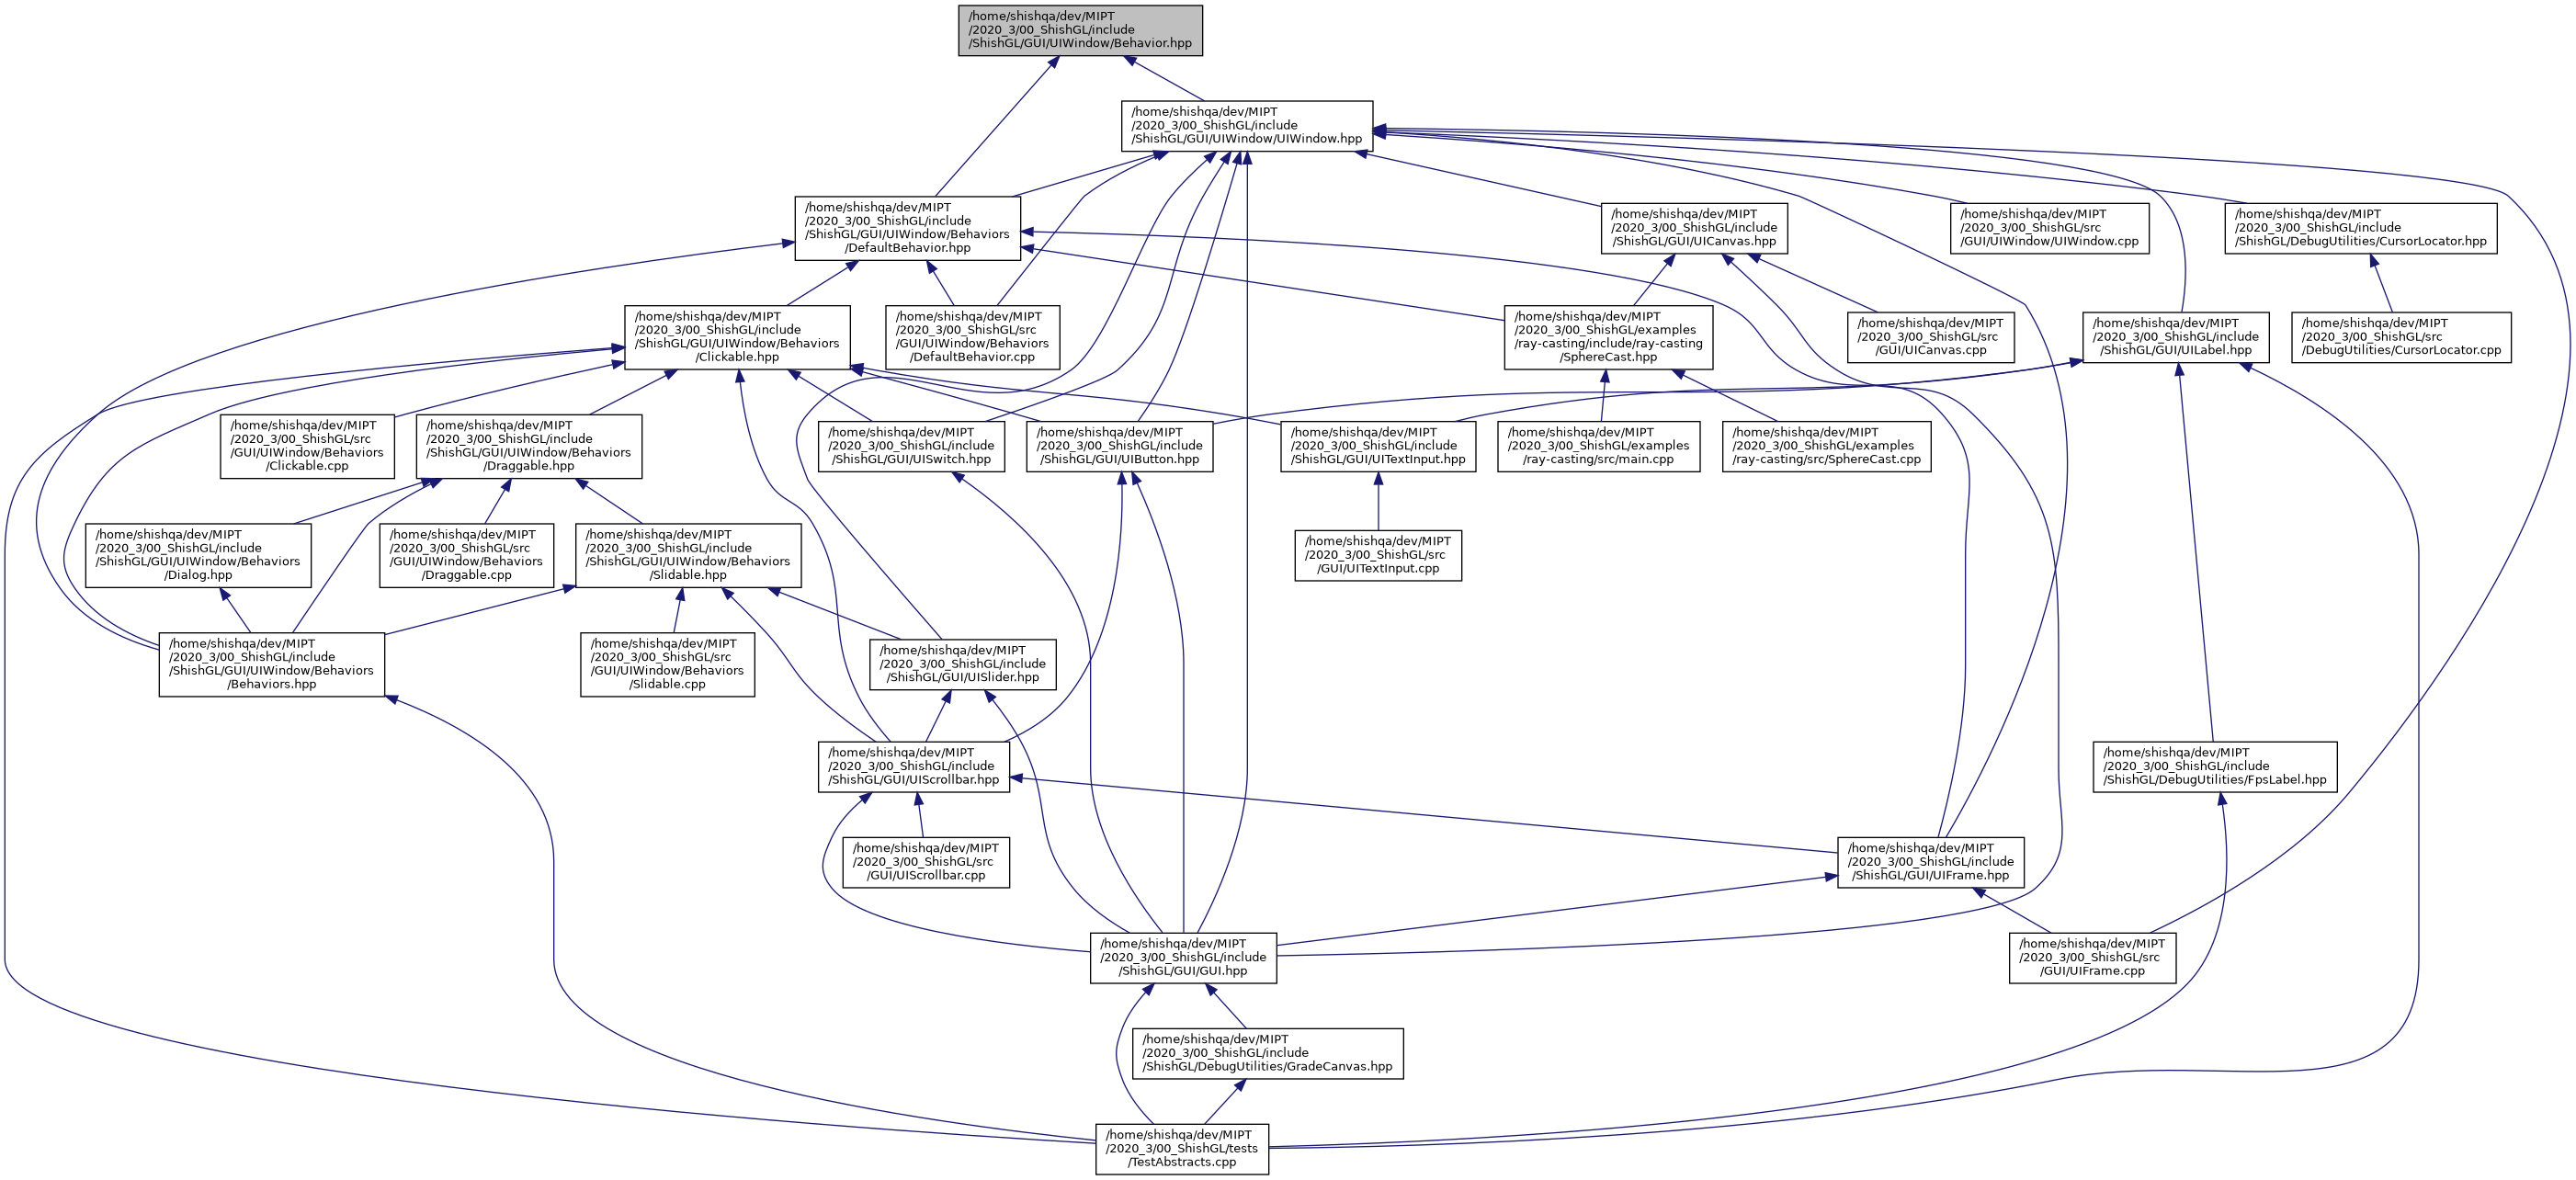 /home/shishqa/dev/MIPT
/2020_3/00_ShishGL/include
/ShishGL/GUI/UIWindow/Behavior.hpp
/home/shishqa/dev/MIPT
/2020_3/00_ShishGL/include
/ShishGL/GUI/UIWindow/UIWindow.hpp
/home/shishqa/dev/MIPT
/2020_3/00_ShishGL/include
/ShishGL/GUI/UIWindow/Behaviors
/DefaultBehavior.hpp
/home/shishqa/dev/MIPT
/2020_3/00_ShishGL/include
/ShishGL/GUI/UICanvas.hpp
/home/shishqa/dev/MIPT
/2020_3/00_ShishGL/src
/GUI/UIWindow/UIWindow.cpp
/home/shishqa/dev/MIPT
/2020_3/00_ShishGL/include
/ShishGL/DebugUtilities/CursorLocator.hpp
/home/shishqa/dev/MIPT
/2020_3/00_ShishGL/include
/ShishGL/GUI/UIWindow/Behaviors
/Clickable.hpp
/home/shishqa/dev/MIPT
/2020_3/00_ShishGL/src
/GUI/UIWindow/Behaviors
/DefaultBehavior.cpp
/home/shishqa/dev/MIPT
/2020_3/00_ShishGL/examples
/ray-casting/include/ray-casting
/SphereCast.hpp
/home/shishqa/dev/MIPT
/2020_3/00_ShishGL/src
/GUI/UICanvas.cpp
/home/shishqa/dev/MIPT
/2020_3/00_ShishGL/include
/ShishGL/GUI/UILabel.hpp
/home/shishqa/dev/MIPT
/2020_3/00_ShishGL/src
/DebugUtilities/CursorLocator.cpp
/home/shishqa/dev/MIPT
/2020_3/00_ShishGL/src
/GUI/UIWindow/Behaviors
/Clickable.cpp
/home/shishqa/dev/MIPT
/2020_3/00_ShishGL/include
/ShishGL/GUI/UIWindow/Behaviors
/Draggable.hpp
/home/shishqa/dev/MIPT
/2020_3/00_ShishGL/include
/ShishGL/GUI/UISwitch.hpp
/home/shishqa/dev/MIPT
/2020_3/00_ShishGL/include
/ShishGL/GUI/UIButton.hpp
/home/shishqa/dev/MIPT
/2020_3/00_ShishGL/include
/ShishGL/GUI/UITextInput.hpp
/home/shishqa/dev/MIPT
/2020_3/00_ShishGL/examples
/ray-casting/src/main.cpp
/home/shishqa/dev/MIPT
/2020_3/00_ShishGL/examples
/ray-casting/src/SphereCast.cpp
/home/shishqa/dev/MIPT
/2020_3/00_ShishGL/include
/ShishGL/GUI/UIWindow/Behaviors
/Dialog.hpp
/home/shishqa/dev/MIPT
/2020_3/00_ShishGL/src
/GUI/UIWindow/Behaviors
/Draggable.cpp
/home/shishqa/dev/MIPT
/2020_3/00_ShishGL/include
/ShishGL/GUI/UIWindow/Behaviors
/Slidable.hpp
/home/shishqa/dev/MIPT
/2020_3/00_ShishGL/src
/GUI/UITextInput.cpp
/home/shishqa/dev/MIPT
/2020_3/00_ShishGL/include
/ShishGL/GUI/UIWindow/Behaviors
/Behaviors.hpp
/home/shishqa/dev/MIPT
/2020_3/00_ShishGL/src
/GUI/UIWindow/Behaviors
/Slidable.cpp
/home/shishqa/dev/MIPT
/2020_3/00_ShishGL/include
/ShishGL/GUI/UISlider.hpp
/home/shishqa/dev/MIPT
/2020_3/00_ShishGL/include
/ShishGL/GUI/UIScrollbar.hpp
/home/shishqa/dev/MIPT
/2020_3/00_ShishGL/include
/ShishGL/DebugUtilities/FpsLabel.hpp
/home/shishqa/dev/MIPT
/2020_3/00_ShishGL/src
/GUI/UIScrollbar.cpp
/home/shishqa/dev/MIPT
/2020_3/00_ShishGL/include
/ShishGL/GUI/UIFrame.hpp
/home/shishqa/dev/MIPT
/2020_3/00_ShishGL/include
/ShishGL/GUI/GUI.hpp
/home/shishqa/dev/MIPT
/2020_3/00_ShishGL/src
/GUI/UIFrame.cpp
/home/shishqa/dev/MIPT
/2020_3/00_ShishGL/include
/ShishGL/DebugUtilities/GradeCanvas.hpp
/home/shishqa/dev/MIPT
/2020_3/00_ShishGL/tests
/TestAbstracts.cpp